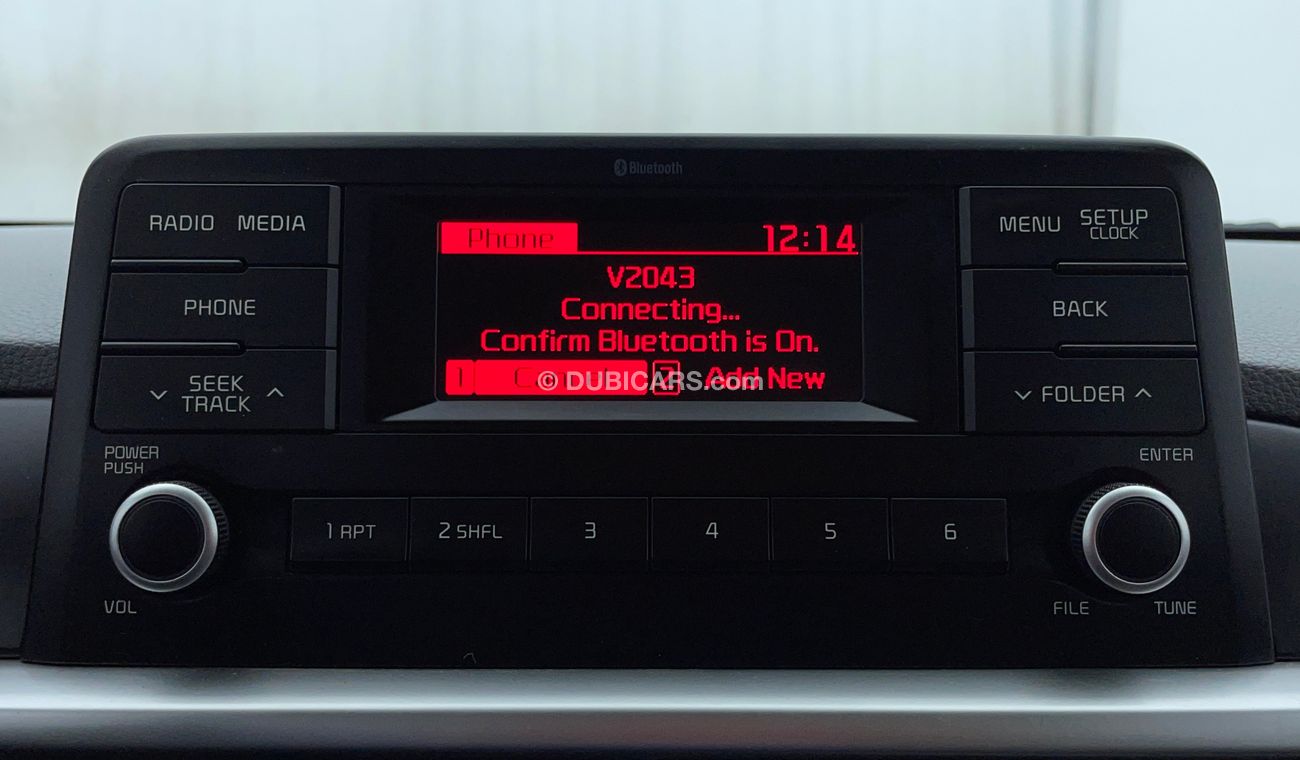 Bluetooth
RADIO MEDIA
PHONE
SEEK
TRACK
Phone 12:14
V2043
Connecting...
Confirm Bluetooth is On.
1 2 Add New
© DUBICARS.com
MENU SETUP
CLOCK
BACK
FOLDER
POWER
PUSH
VOL
1 RPT 2 SHFL 3 4 5 6
ENTER
FILE TUNE